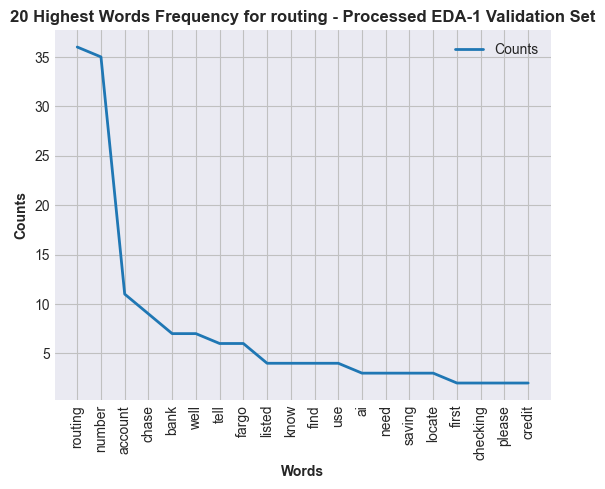 20 Highest Words Frequency for routing - Processed EDA-1 Validation Set
Counts
35
30
25
20
15
10
5
Counts
routing
number
account
chase
bank
well
tell
fargo
listed
know
find
use
ai
need
saving
locate
first
checking
please
credit
Words